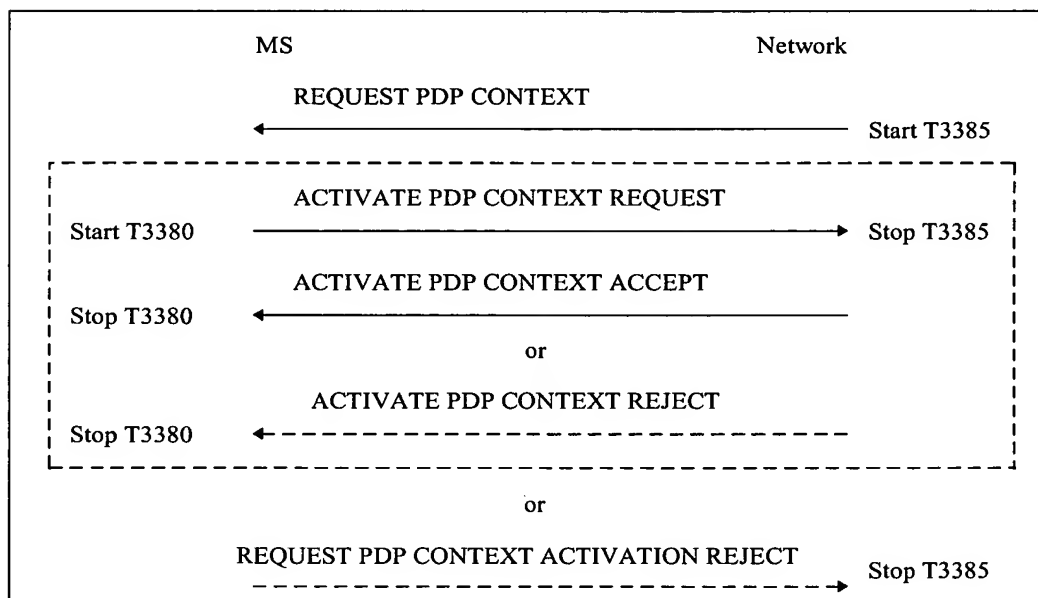 MS Network
REQUEST PDP CONTEXT
Start T3385
ACTIVATE PDP CONTEXT REQUEST
Start T3380 Stop T3385
ACTIVATE PDP CONTEXT ACCEPT
Stop T3380
or
ACTIVATE PDP CONTEXT REJECT
Stop T3380
or
REQUEST PDP CONTEXT ACTIVATION REJECT
Stop T3385